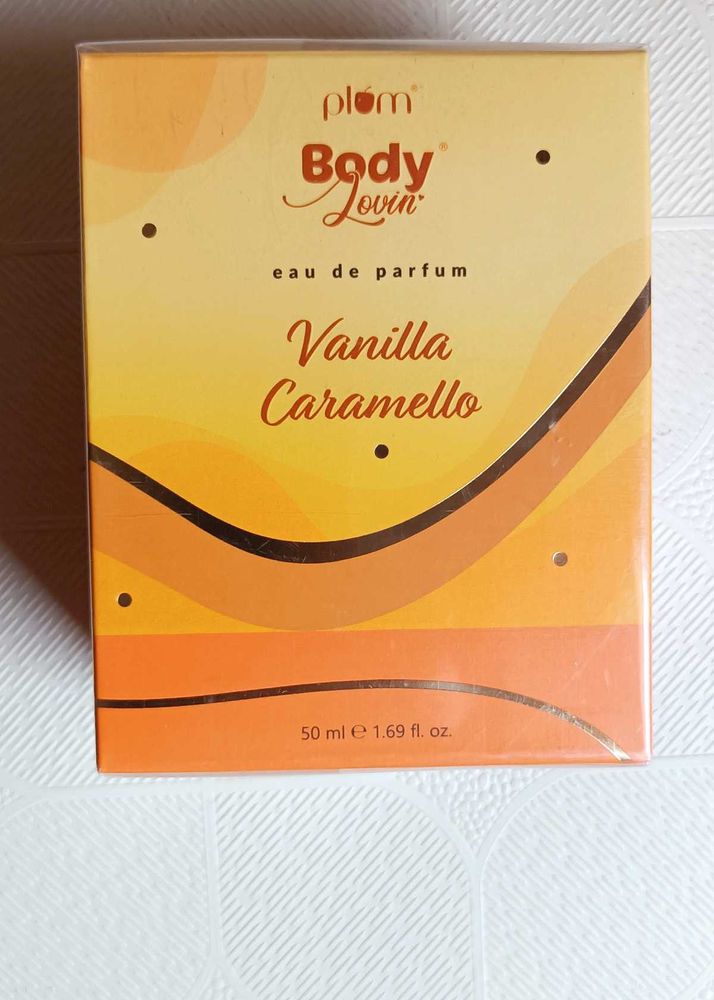 plum®
Body®
Lovin'
eau de parfum
Vanilla
Caramello
50 ml ℮ 1.69 fl. oz.